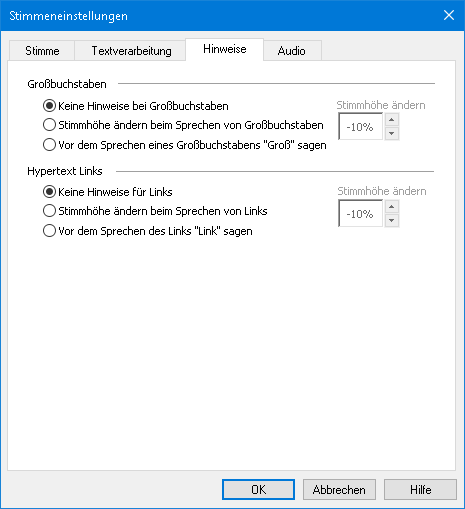 Stimmeneinstellungen
Stimme Textverarbeitung Hinweise Audio
Großbuchstaben
Keine Hinweise bei Großbuchstaben Stimmhöhe ändern
Stimmhöhe ändern beim Sprechen von Großbuchstaben -10%
Vor dem Sprechen eines Großbuchstabens "Groß" sagen
Hypertext Links
Keine Hinweise für Links Stimmhöhe ändern
Stimmhöhe ändern beim Sprechen von Links -10%
Vor dem Sprechen des Links "Link" sagen
OK Abbrechen Hilfe